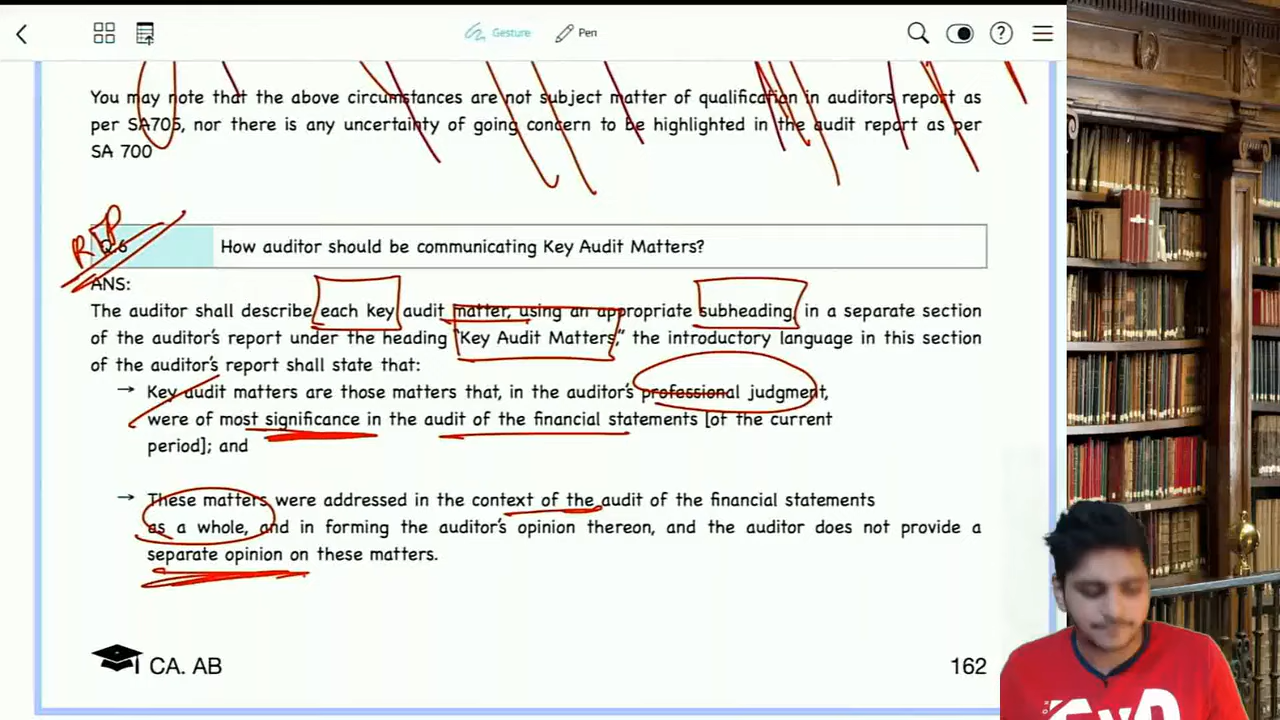 Gesture
Pen
You may note that the above circumstances are not subject matter of qualification in auditors report as
per SA705, nor there is any uncertainty of going concern to be highlighted in the audit report as per
SA 700
RTP
Q.6
How auditor should be communicating Key Audit Matters?
ANS:
The auditor shall describe each key audit matter, using an appropriate subheading, in a separate section
of the auditor's report under the heading "Key Audit Matters," the introductory language in this section
of the auditor's report shall state that:
→ Key audit matters are those matters that, in the auditor's professional judgment,
were of most significance in the audit of the financial statements [of the current
period]; and
→ These matters were addressed in the context of the audit of the financial statements
as a whole, and in forming the auditor's opinion thereon, and the auditor does not provide a
separate opinion on these matters.
CA. AB
162